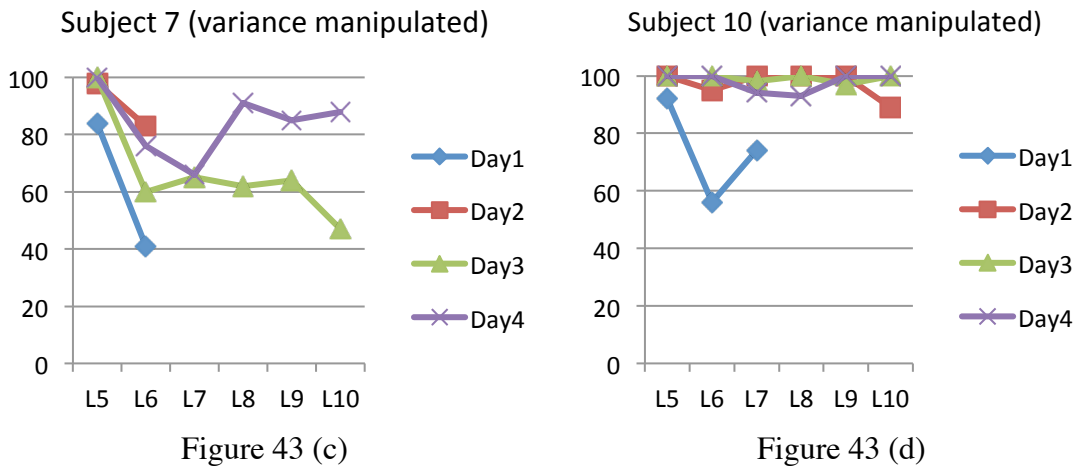 Subject 7 (variance manipulated)
100
80
60
40
20
0
L5 L6 L7 L8 L9 L10
Day1
Day2
Day3
Day4
Figure 43 (c)
Subject 10 (variance manipulated)
100
80
60
40
20
0
L5 L6 L7 L8 L9 L10
Day1
Day2
Day3
Day4
Figure 43 (d)